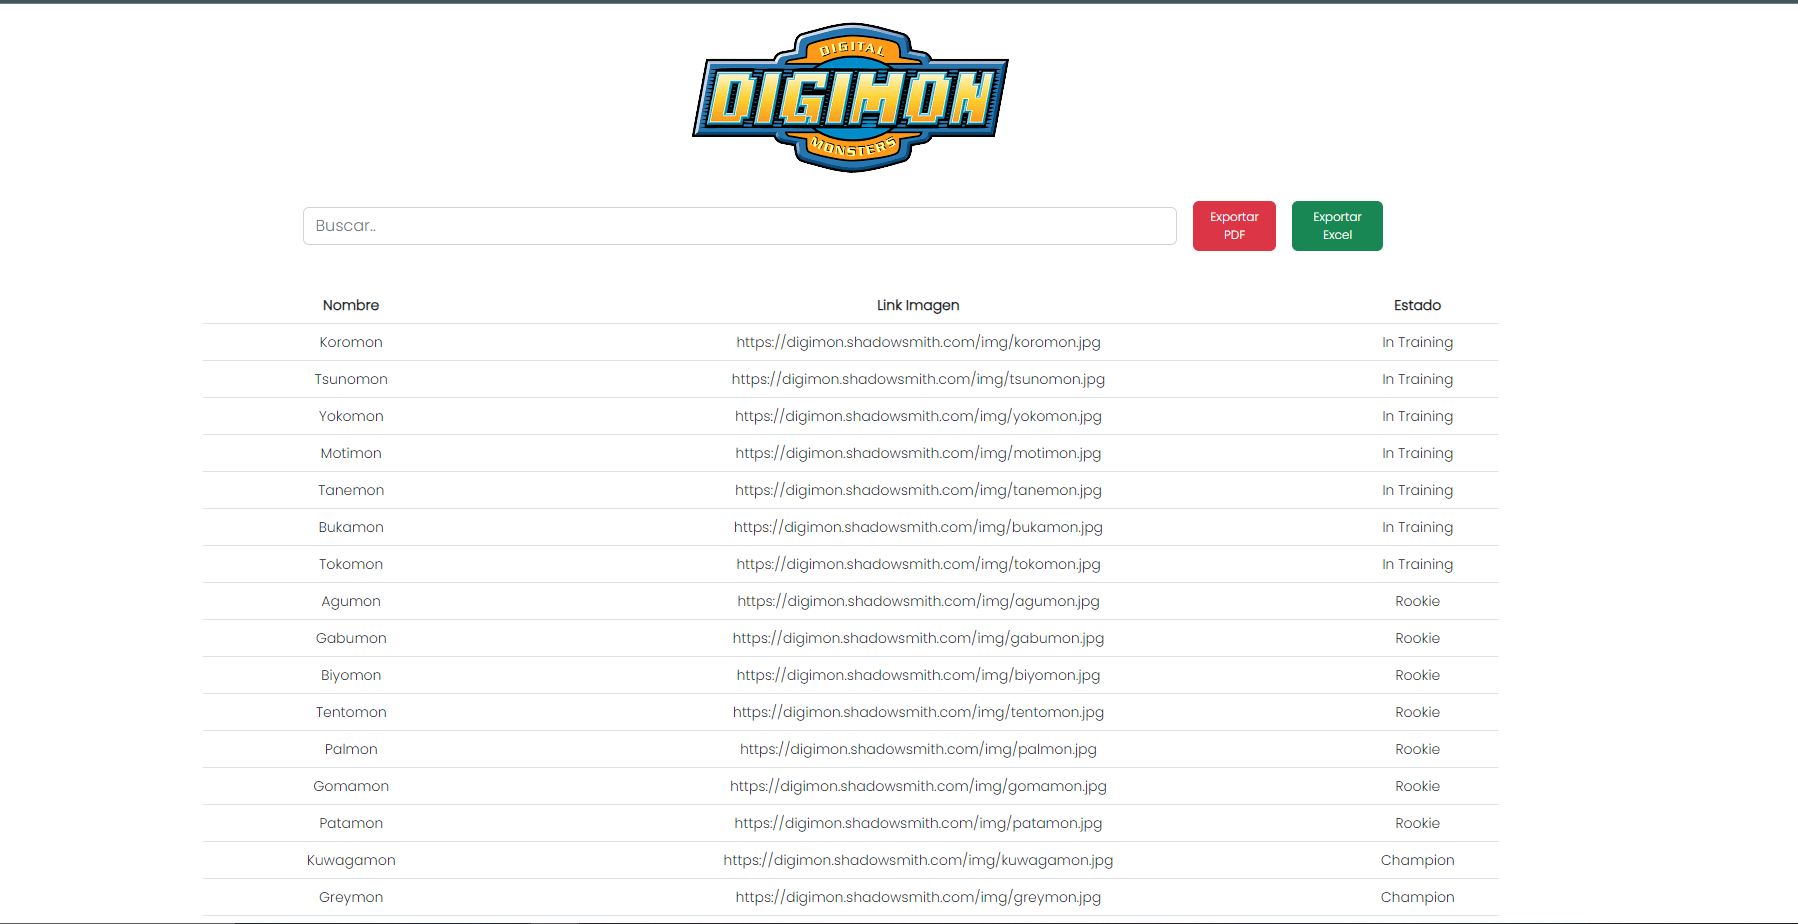 DIGITAL
DIGIMON
MONSTERS
Buscar..
Exportar
PDF
Exportar
Excel
Nombre Link Imagen Estado
Koromon https://digimon.shadowsmith.com/img/koromon.jpg In Training
Tsunomon https://digimon.shadowsmith.com/img/tsunomon.jpg In Training
Yokomon https://digimon.shadowsmith.com/img/yokomon.jpg In Training
Motimon https://digimon.shadowsmith.com/img/motimon.jpg In Training
Tanemon https://digimon.shadowsmith.com/img/tanemon.jpg In Training
Bukamon https://digimon.shadowsmith.com/img/bukamon.jpg In Training
Tokomon https://digimon.shadowsmith.com/img/tokomon.jpg In Training
Agumon https://digimon.shadowsmith.com/img/agumon.jpg Rookie
Gabumon https://digimon.shadowsmith.com/img/gabumon.jpg Rookie
Biyomon https://digimon.shadowsmith.com/img/biyomon.jpg Rookie
Tentomon https://digimon.shadowsmith.com/img/tentomon.jpg Rookie
Palmon https://digimon.shadowsmith.com/img/palmon.jpg Rookie
Gomamon https://digimon.shadowsmith.com/img/gomamon.jpg Rookie
Patamon https://digimon.shadowsmith.com/img/patamon.jpg Rookie
Kuwagamon https://digimon.shadowsmith.com/img/kuwagamon.jpg Champion
Greymon https://digimon.shadowsmith.com/img/greymon.jpg Champion